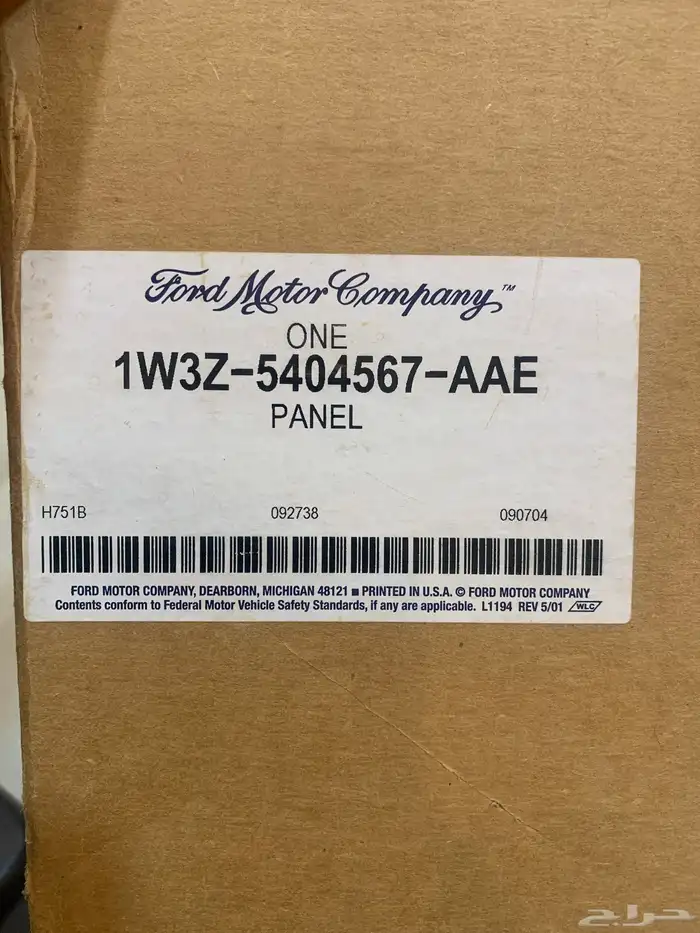 Ford Motor Company™
ONE
1W3Z-5404567-AAE
PANEL
H751B 092738 090704
FORD MOTOR COMPANY, DEARBORN, MICHIGAN 48121 ■ PRINTED IN U.S.A. © FORD MOTOR COMPANY
Contents conform to Federal Motor Vehicle Safety Standards, if any are applicable. L1194 REV 5/01 WLC
حراج